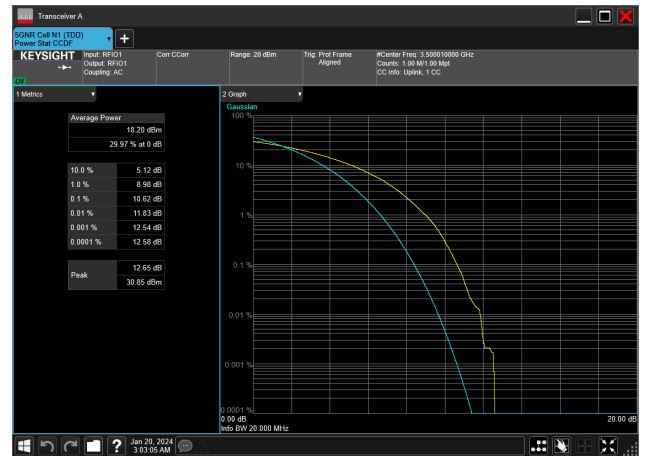 Transceiver A
5GNR Cell N1 (TDD)
Power Stat CCDF
KEYSIGHT
Input: RFIO1
Output: RFIO1
Coupling: AC
Corr CCorr
Range: 20 dBm
Trig: Prot Frame
Aligned
#Center Freq: 3.500010000 GHz
Counts: 1.00 M/1.00 Mpt
CC Info: Uplink, 1 CC
1 Metrics
Average Power
18.20 dBm
29.97 % at 0 dB
10.0 % 5.12 dB
1.0 % 8.98 dB
0.1 % 10.62 dB
0.01 % 11.83 dB
0.001 % 12.54 dB
0.0001 % 12.58 dB
Peak
12.65 dB
30.85 dBm
2 Graph
Gaussian
100 %
10 %
1 %
0.1 %
0.01 %
0.001 %
0.0001 %
0.00 dB
20.00 dB
Info BW 20.000 MHz
Jan 20, 2024
3:03:05 AM